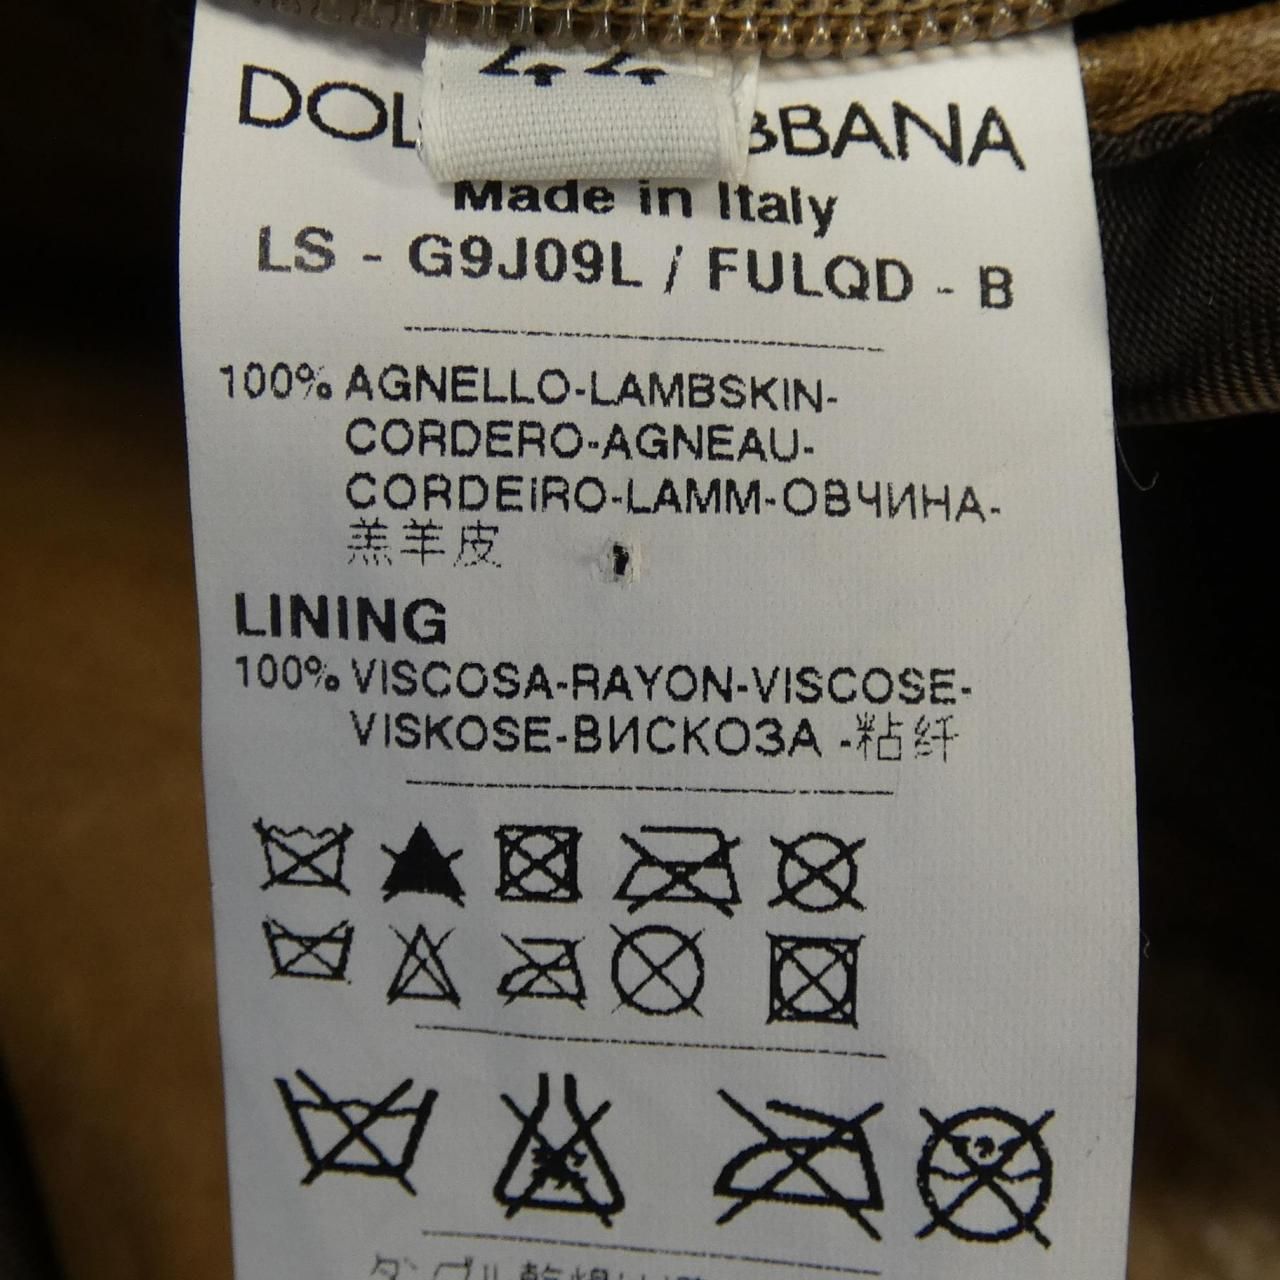 44
DOL BBANA
Made in Italy
LS - G9J09L / FULQD - B
100% AGNELLO-LAMBSKIN-
CORDERO-AGNEAU-
CORDEIRO-LAMM-ОВЧИНА-
羔羊皮
LINING
100% VISCOSA-RAYON-VISCOSE-
VISKOSE-ВИСКОЗА -粘纤